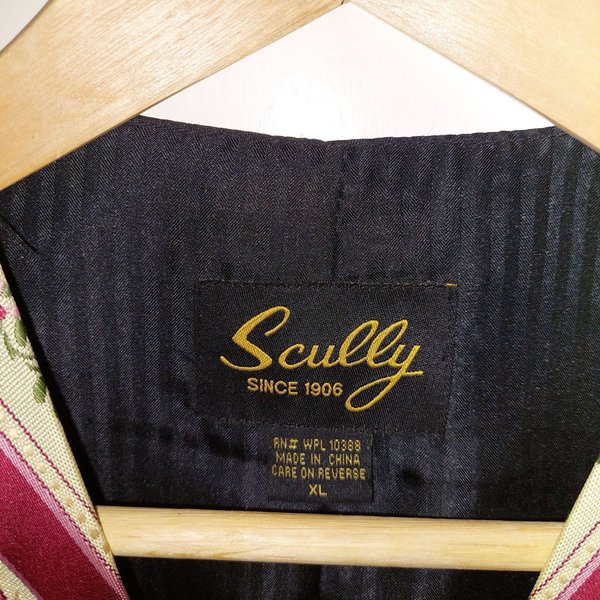 Scully
SINCE 1906
RN# WPL 10388
MADE IN CHINA
CARE ON REVERSE
XL